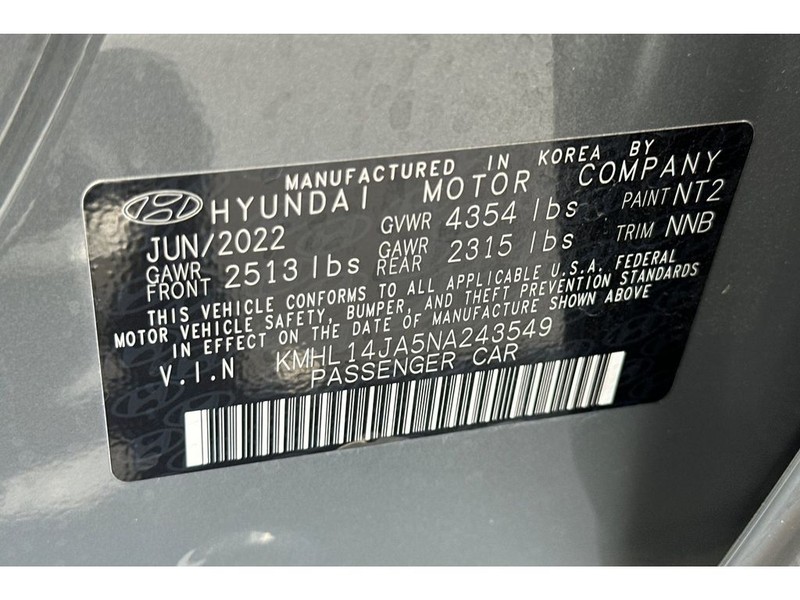 MANUFACTURED IN KOREA BY
HYUNDAI MOTOR COMPANY
JUN/2022 GVWR 4354 lbs PAINT NT2
GAWR FRONT 2513 lbs GAWR REAR 2315 lbs TRIM NNB
THIS VEHICLE CONFORMS TO ALL APPLICABLE U.S.A. FEDERAL
MOTOR VEHICLE SAFETY, BUMPER, AND THEFT PREVENTION STANDARDS
IN EFFECT ON THE DATE OF MANUFACTURE SHOWN ABOVE
V.I.N KMHL14JA5NA243549
PASSENGER CAR